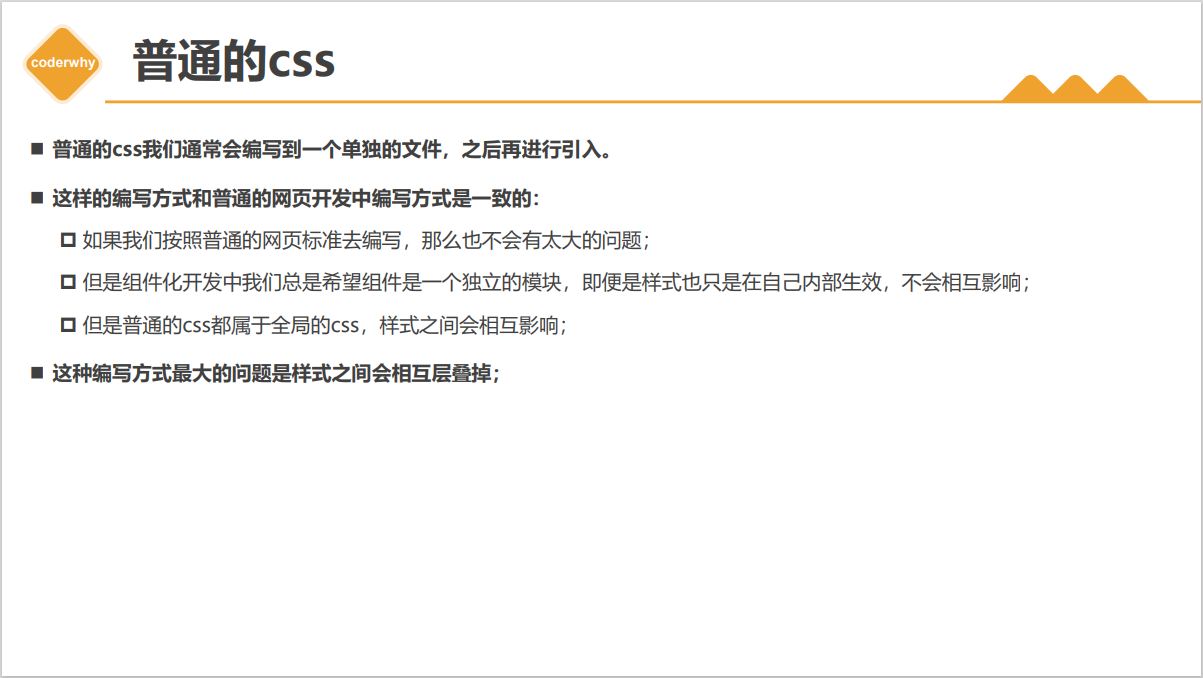 coderwhy
普通的css
普通的css我们通常会编写到一个单独的文件，之后再进行引入。
这样的编写方式和普通的网页开发中编写方式是一致的：
如果我们按照普通的网页标准去编写，那么也不会有太大的问题；
但是组件化开发中我们总是希望组件是一个独立的模块，即便是样式也只是在自己内部生效，不会相互影响；
但是普通的css都属于全局的css，样式之间会相互影响；
这种编写方式最大的问题是样式之间会相互层叠掉；